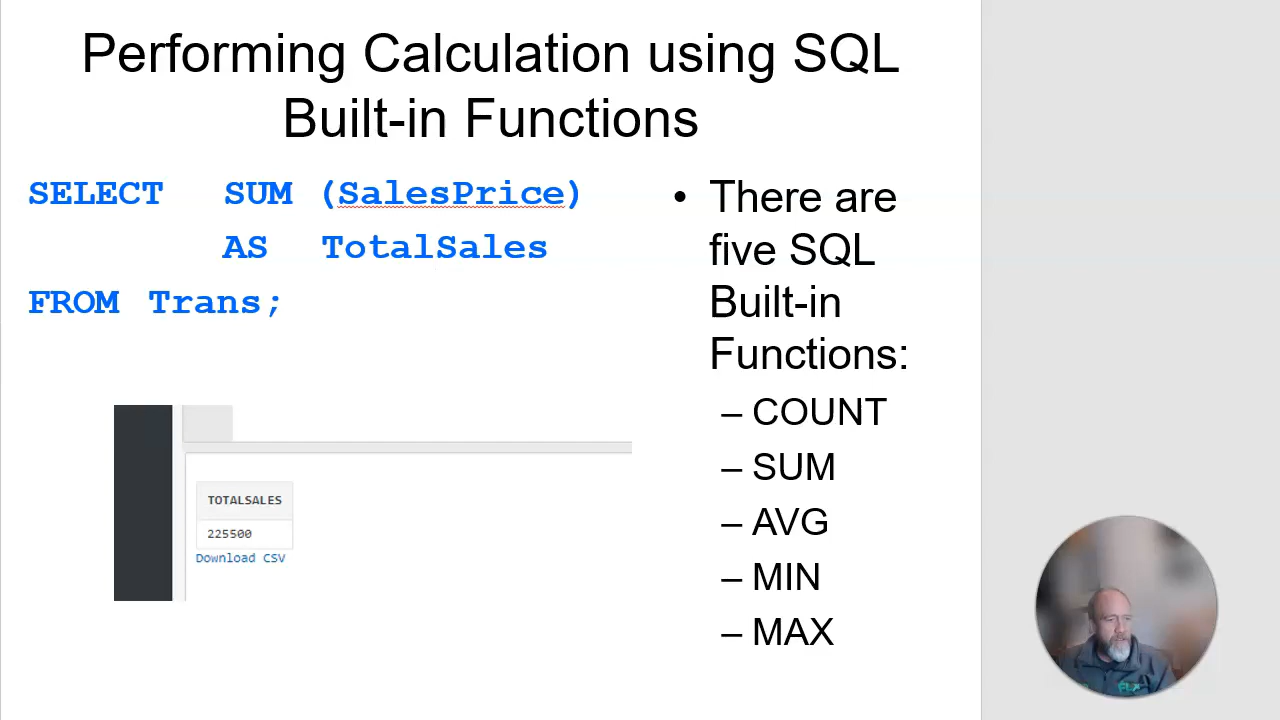 Performing Calculation using SQL
Built-in Functions
SELECT SUM (SalesPrice)
AS TotalSales
FROM Trans;
TOTALSALES
225500
Download CSV
• There are
five SQL
Built-in
Functions:
– COUNT
– SUM
– AVG
– MIN
– MAX